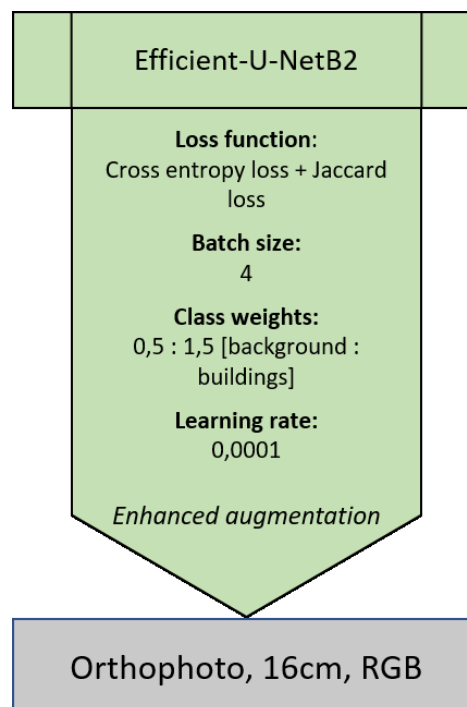 Efficient-U-NetB2
Loss function:
Cross entropy loss + Jaccard
loss
Batch size:
4
Class weights:
0,5 : 1,5 [background :
buildings]
Learning rate:
0,0001
Enhanced augmentation
Orthophoto, 16cm, RGB